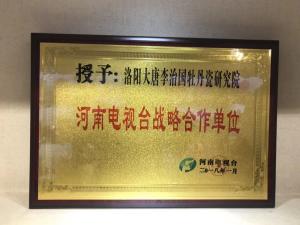 授予：洛阳大唐李治国牡丹瓷研究院
河南电视台战略合作单位
河南电视台
二0一八年一月